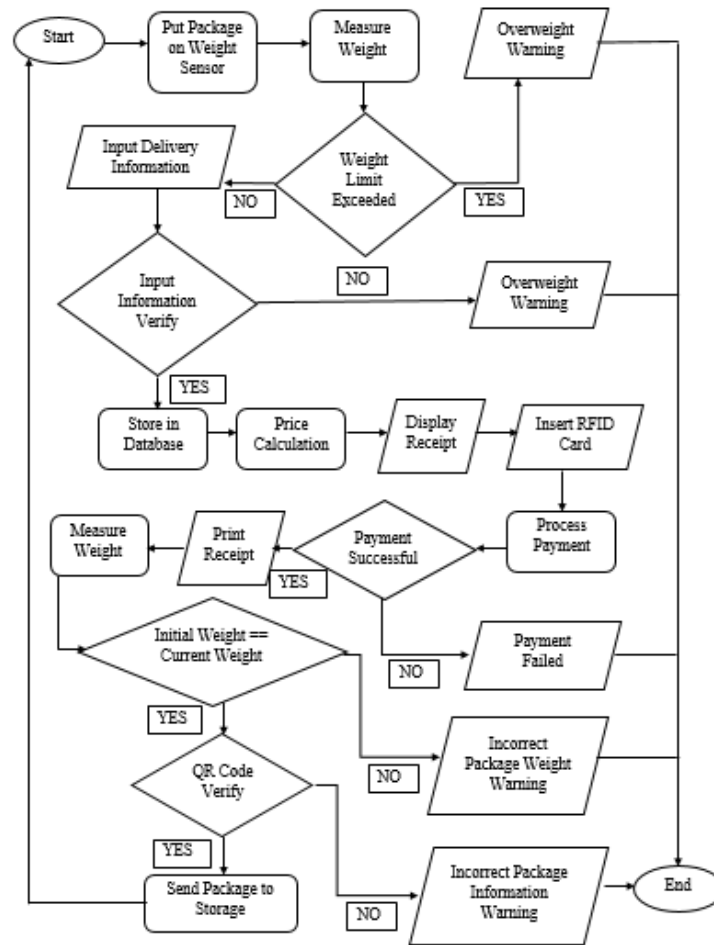 Start
Put Package
on Weight
Sensor
Measure
Weight
Overweight
Warning
Input Delivery
Information
Weight
Limit
Exceeded
NO
YES
Input
Information
Verify
NO
Overweight
Warning
YES
Store in
Database
Price
Calculation
Display
Receipt
Insert RFID
Card
Measure
Weight
Print
Receipt
Payment
Successful
Process
Payment
YES
Initial Weight ==
Current Weight
NO
Payment
Failed
YES
QR Code
Verify
NO
Incorrect
Package Weight
Warning
YES
Send Package to
Storage
NO
Incorrect Package
Information
Warning
End